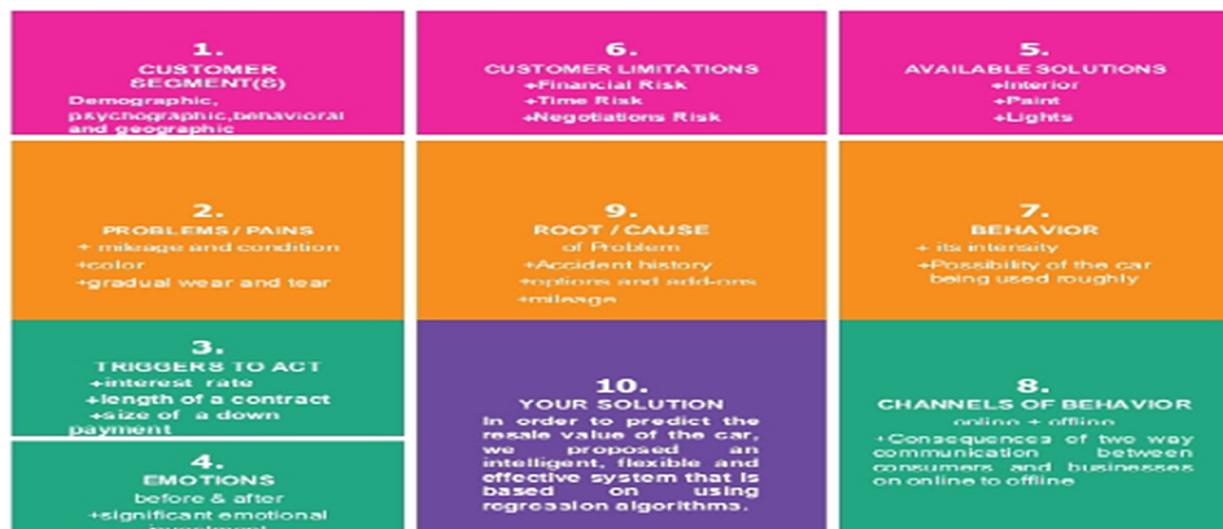 1.
CUSTOMER
SEGMENT(S)
Demographic,
psychographic,behavioral
and geographic
6.
CUSTOMER LIMITATIONS
+Financial Risk
+Time Risk
+Negotiations Risk
5.
AVAILABLE SOLUTIONS
+Interior
+Paint
+Lights
2.
PROBLEMS / PAINS
+ mileage and condition
+color
+gradual wear and tear
9.
ROOT / CAUSE
of Problem
+Accident history
+options and add-ons
+mileage
7.
BEHAVIOR
+ its intensity
+Possibility of the car
being used roughly
3.
TRIGGERS TO ACT
+interest rate
+length of a contract
+size of a down
payment
10.
YOUR SOLUTION
In order to predict the
resale value of the car,
we proposed an
intelligent, flexible and
effective system that is
based on using
regression algorithms.
8.
CHANNELS OF BEHAVIOR
online + offline
+Consequences of two way
communication between
consumers and businesses
on online to offline
4.
EMOTIONS
before & after
+significant emotional